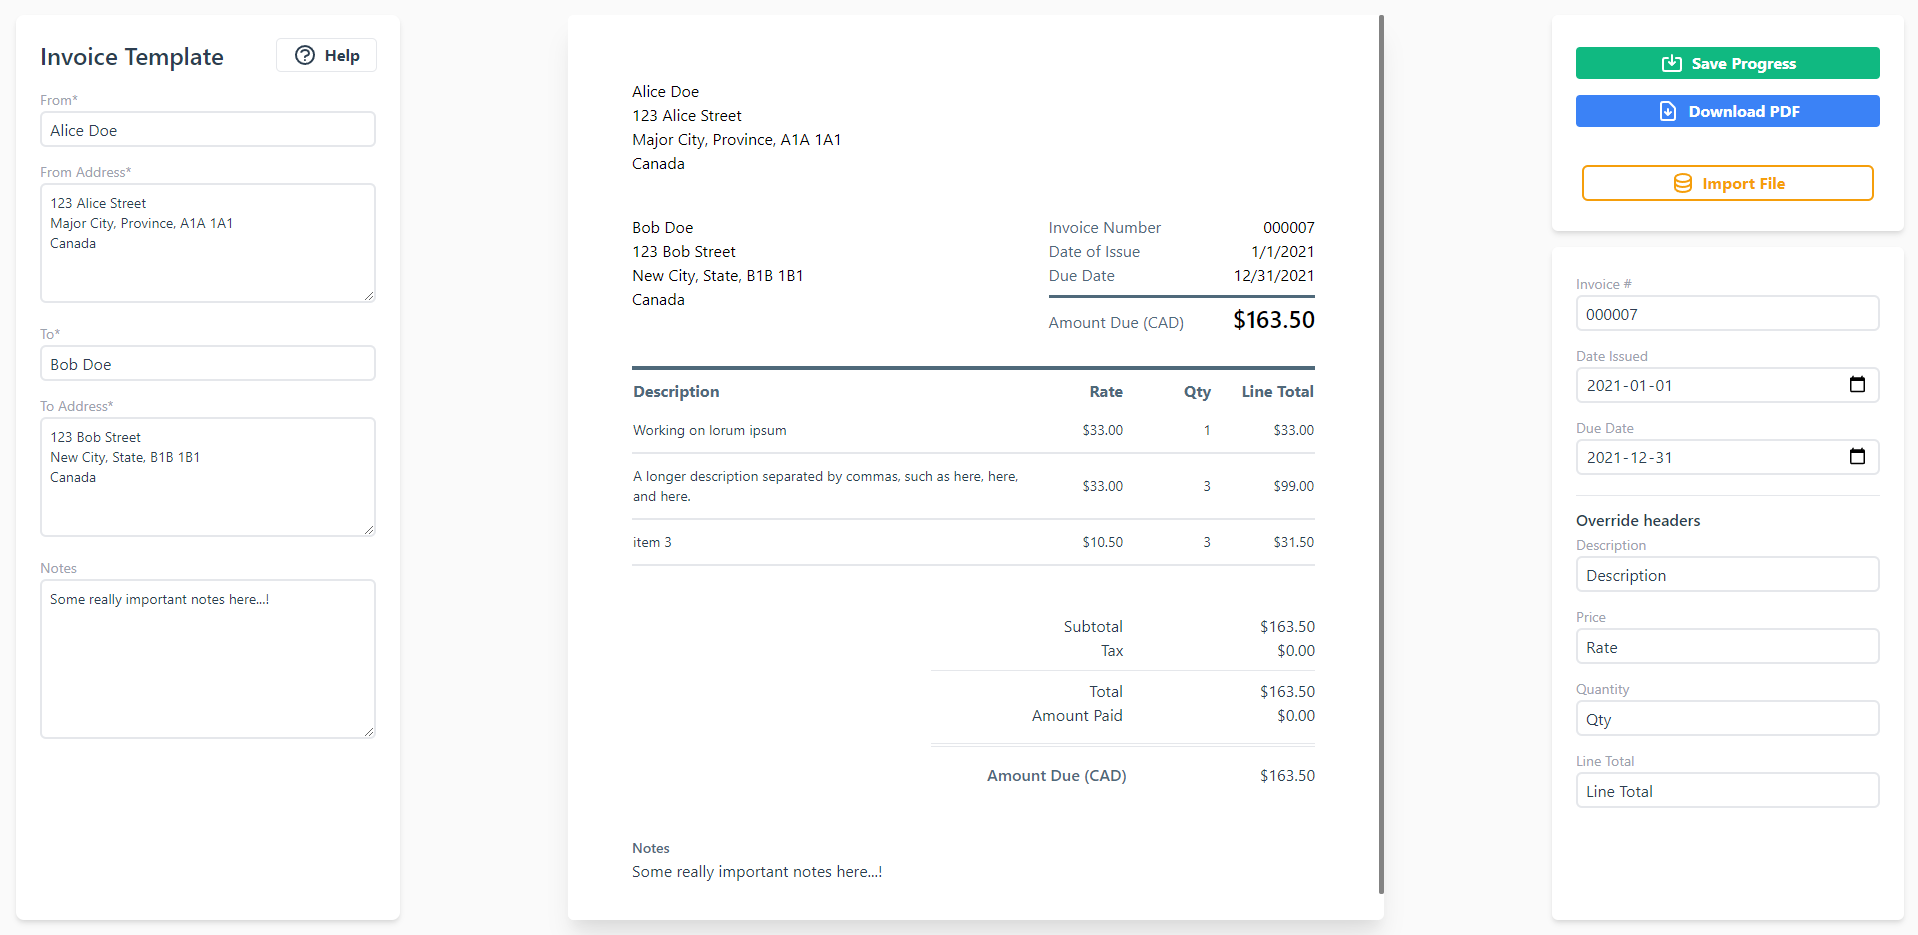 Invoice Template
Help
From*
Alice Doe
From Address*
123 Alice Street
Major City, Province, A1A 1A1
Canada
To*
Bob Doe
To Address*
123 Bob Street
New City, State, B1B 1B1
Canada
Notes
Some really important notes here...!
Alice Doe
123 Alice Street
Major City, Province, A1A 1A1
Canada
Bob Doe
123 Bob Street
New City, State, B1B 1B1
Canada
Invoice Number 000007
Date of Issue 1/1/2021
Due Date 12/31/2021
Amount Due (CAD) $163.50
Description Rate Qty Line Total
Working on lorum ipsum $33.00 1 $33.00
A longer description separated by commas, such as here, here,
and here. $33.00 3 $99.00
item 3 $10.50 3 $31.50
Subtotal $163.50
Tax $0.00
Total $163.50
Amount Paid $0.00
Amount Due (CAD) $163.50
Notes
Some really important notes here...!
Save Progress
Download PDF
Import File
Invoice #
000007
Date Issued
2021-01-01
Due Date
2021-12-31
Override headers
Description
Description
Price
Rate
Quantity
Qty
Line Total
Line Total